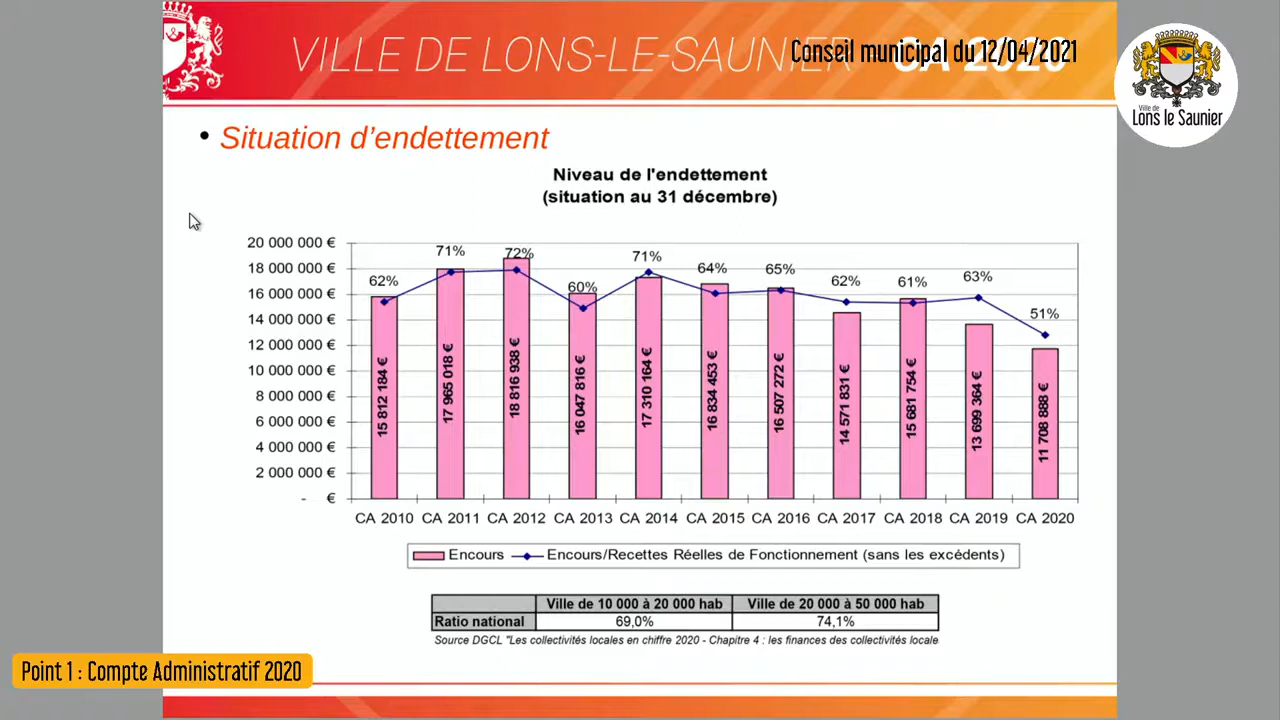 VILLE DE LONS-LE-SAUNIER CA 2020
Conseil municipal du 12/04/2021
Ville de
Lons le Saunier
• Situation d'endettement
Niveau de l'endettement
(situation au 31 décembre)
20 000 000 €
18 000 000 €
16 000 000 €
14 000 000 €
12 000 000 €
10 000 000 €
8 000 000 €
6 000 000 €
4 000 000 €
2 000 000 €
- €
62% 71% 72% 60% 71% 64% 65% 62% 61% 63% 51%
15 812 184 € 17 965 018 € 18 816 938 € 16 047 816 € 17 310 164 € 16 834 453 € 16 507 272 € 14 571 831 € 15 681 754 € 13 699 364 € 11 708 888 €
CA 2010 CA 2011 CA 2012 CA 2013 CA 2014 CA 2015 CA 2016 CA 2017 CA 2018 CA 2019 CA 2020
Encours Encours/Recettes Réelles de Fonctionnement (sans les excédents)
Ville de 10 000 à 20 000 hab Ville de 20 000 à 50 000 hab
Ratio national 69,0% 74,1%
Source DGCL "Les collectivités locales en chiffre 2020 - Chapitre 4 : les finances des collectivités locale
Point 1 : Compte Administratif 2020